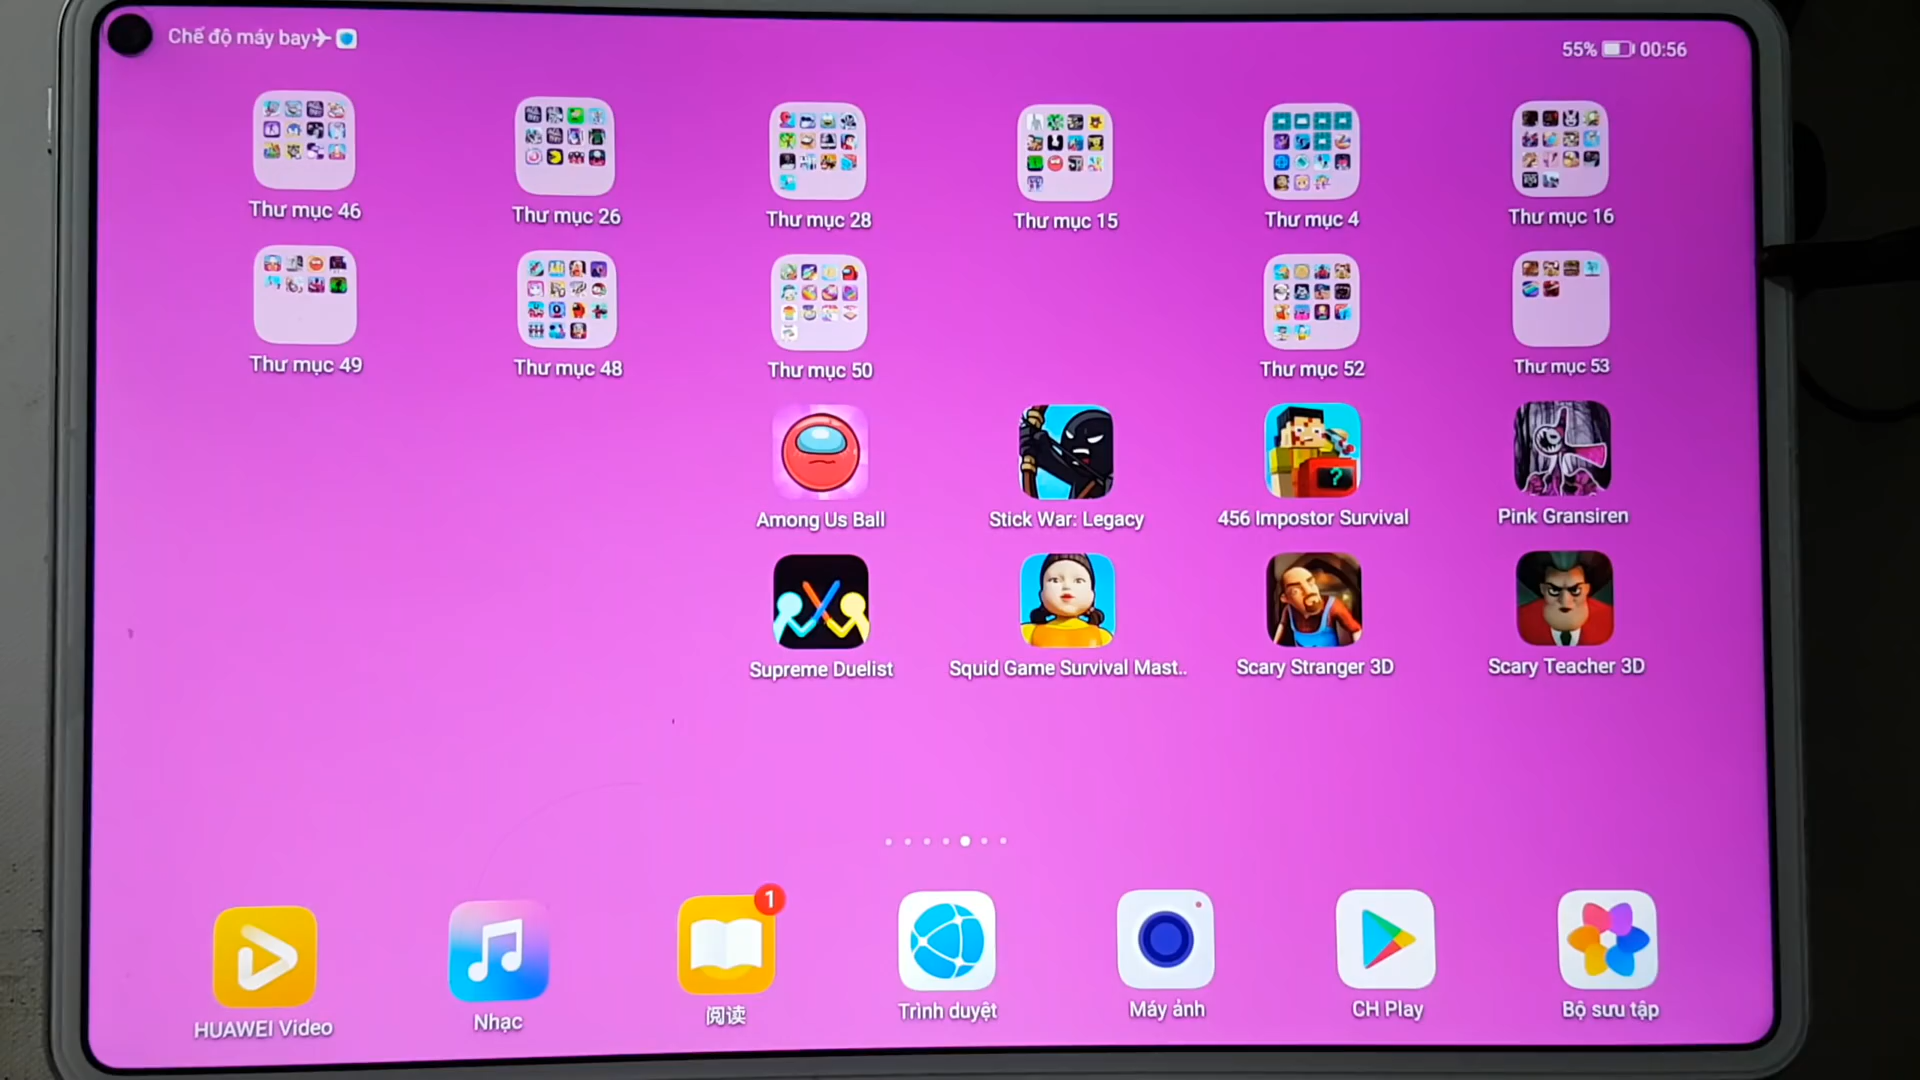 Chế độ máy bay
55% 00:56
Thư mục 46
Thư mục 26
Thư mục 28
Thư mục 15
Thư mục 4
Thư mục 16
Thư mục 49
Thư mục 48
Thư mục 50
Thư mục 52
Thư mục 53
Among Us Ball
Stick War: Legacy
456 Impostor Survival
Pink Gransiren
Supreme Duelist
Squid Game Survival Mast..
Scary Stranger 3D
Scary Teacher 3D
1
HUAWEI Video
Nhạc
阅读
Trình duyệt
Máy ảnh
CH Play
Bộ sưu tập